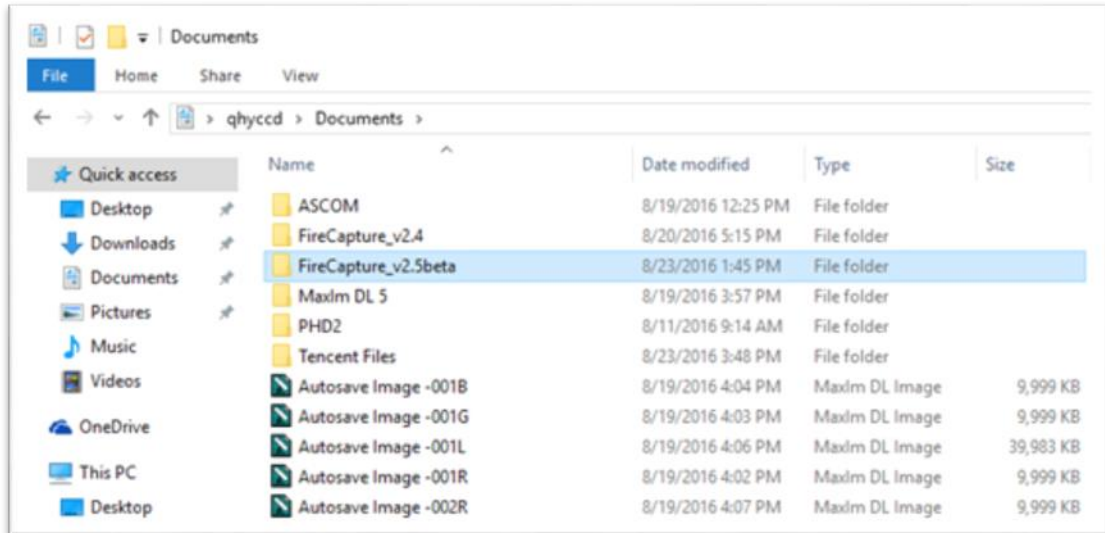 Documents
File Home Share View
qhyccd > Documents >
Name Date modified Type Size
Quick access
Desktop
Downloads
Documents
Pictures
Music
Videos
OneDrive
This PC
Desktop
ASCOM 8/19/2016 12:25 PM File folder
FireCapture_v2.4 8/20/2016 5:15 PM File folder
FireCapture_v2.5beta 8/23/2016 1:45 PM File folder
MaxIm DL 5 8/19/2016 3:57 PM File folder
PHD2 8/11/2016 9:14 AM File folder
Tencent Files 8/23/2016 3:48 PM File folder
Autosave Image -001B 8/19/2016 4:04 PM MaxIm DL Image 9,999 KB
Autosave Image -001G 8/19/2016 4:03 PM MaxIm DL Image 9,999 KB
Autosave Image -001L 8/19/2016 4:06 PM MaxIm DL Image 39,983 KB
Autosave Image -001R 8/19/2016 4:02 PM MaxIm DL Image 9,999 KB
Autosave Image -002R 8/19/2016 4:07 PM MaxIm DL Image 9,999 KB